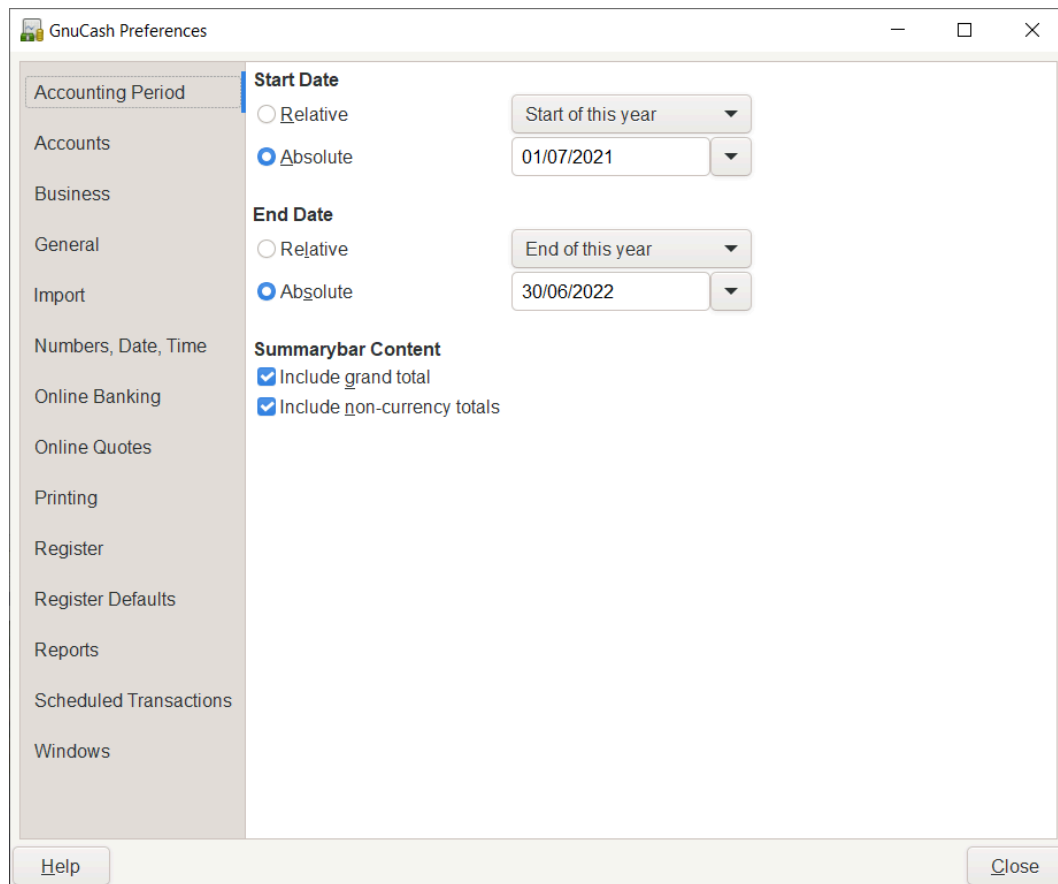 GnuCash Preferences
Accounting Period
Accounts
Business
General
Import
Numbers, Date, Time
Online Banking
Online Quotes
Printing
Register
Register Defaults
Reports
Scheduled Transactions
Windows
Start Date
Relative Start of this year
Absolute 01/07/2021
End Date
Relative End of this year
Absolute 30/06/2022
Summarybar Content
Include grand total
Include non-currency totals
Help
Close